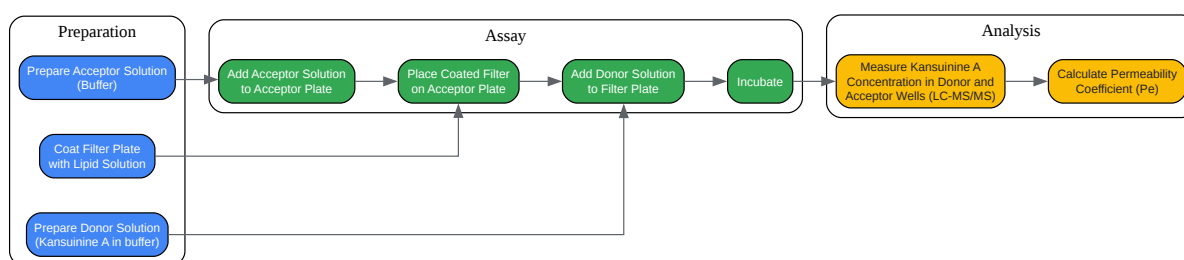 Preparation
Prepare Acceptor Solution
(Buffer)
Coat Filter Plate
with Lipid Solution
Prepare Donor Solution
(Kansuinine A in buffer)
Assay
Add Acceptor Solution
to Acceptor Plate
Place Coated Filter
on Acceptor Plate
Add Donor Solution
to Filter Plate
Incubate
Analysis
Measure Kansuinine A
Concentration in Donor and
Acceptor Wells (LC-MS/MS)
Calculate Permeability
Coefficient (Pe)